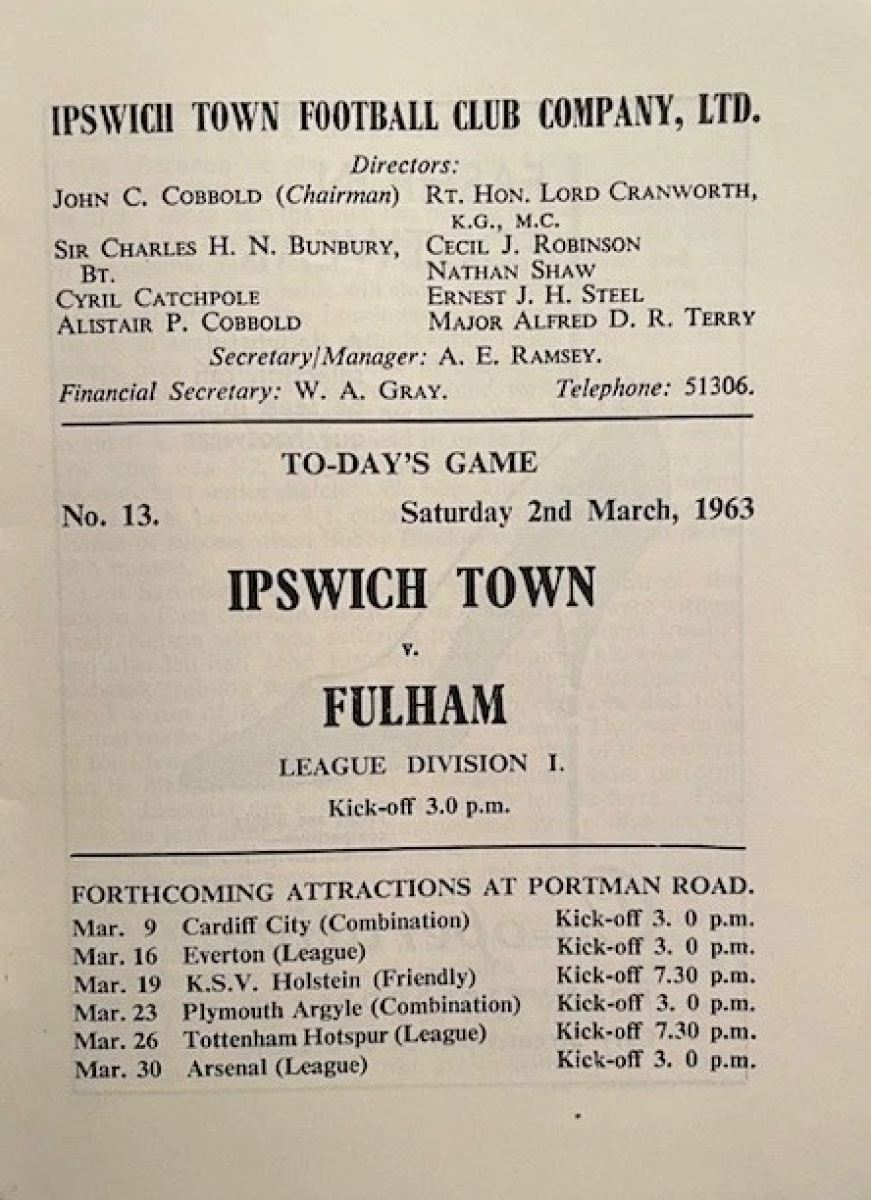 IPSWICH TOWN FOOTBALL CLUB COMPANY, LTD.
Directors:
JOHN C. COBBOLD (Chairman) RT. HON. LORD CRANWORTH,
K.G., M.C.
SIR CHARLES H. N. BUNBURY, CECIL J. ROBINSON
BT. NATHAN SHAW
CYRIL CATCHPOLE ERNEST J. H. STEEL
ALISTAIR P. COBBOLD MAJOR ALFRED D. R. TERRY
Secretary/Manager: A. E. RAMSEY.
Financial Secretary: W. A. GRAY. Telephone: 51306.
TO-DAY'S GAME
No. 13. Saturday 2nd March, 1963
IPSWICH TOWN
v.
FULHAM
LEAGUE DIVISION I.
Kick-off 3.0 p.m.
FORTHCOMING ATTRACTIONS AT PORTMAN ROAD.
Mar. 9 Cardiff City (Combination) Kick-off 3. 0 p.m.
Mar. 16 Everton (League) Kick-off 3. 0 p.m.
Mar. 19 K.S.V. Holstein (Friendly) Kick-off 7.30 p.m.
Mar. 23 Plymouth Argyle (Combination) Kick-off 3. 0 p.m.
Mar. 26 Tottenham Hotspur (League) Kick-off 7.30 p.m.
Mar. 30 Arsenal (League) Kick-off 3. 0 p.m.